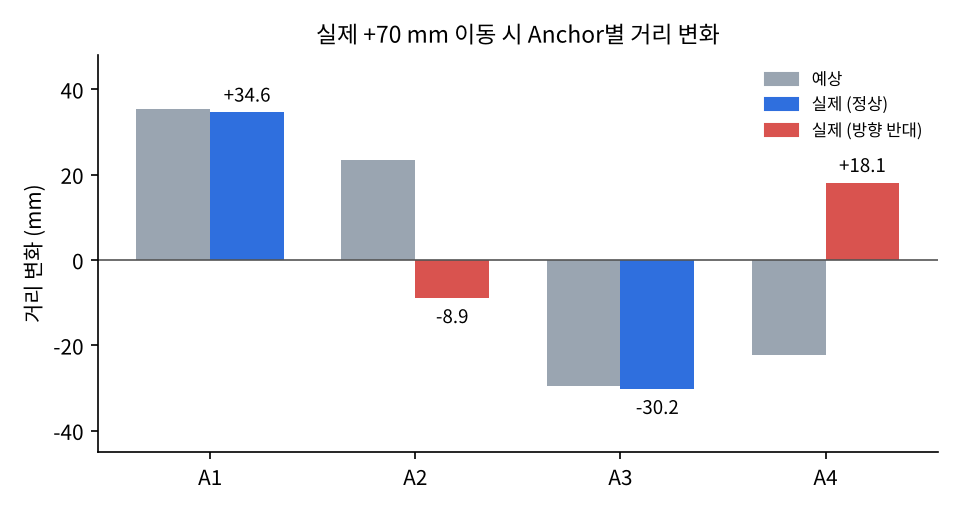 실제 +70 mm 이동 시 Anchor별 거리 변화
예상
실제 (정상)
실제 (방향 반대)
거리 변화 (mm)
40
20
0
-20
-40
+34.6
-8.9
-30.2
+18.1
A1
A2
A3
A4